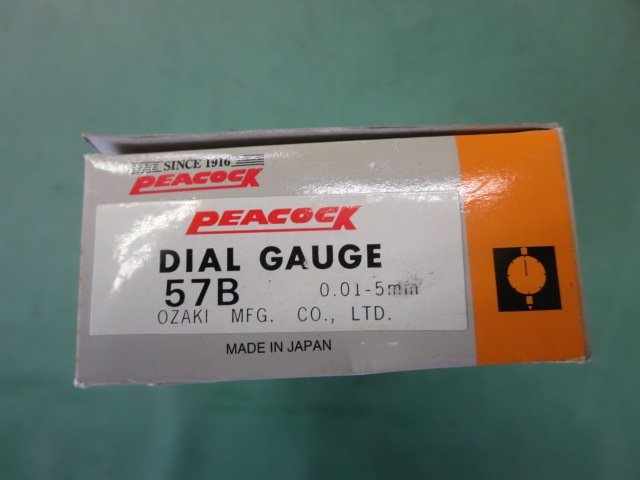 SINCE 1916
PEACOCK
PEACOCK
DIAL GAUGE
57B 0.01-5mm
OZAKI MFG. CO., LTD.
MADE IN JAPAN